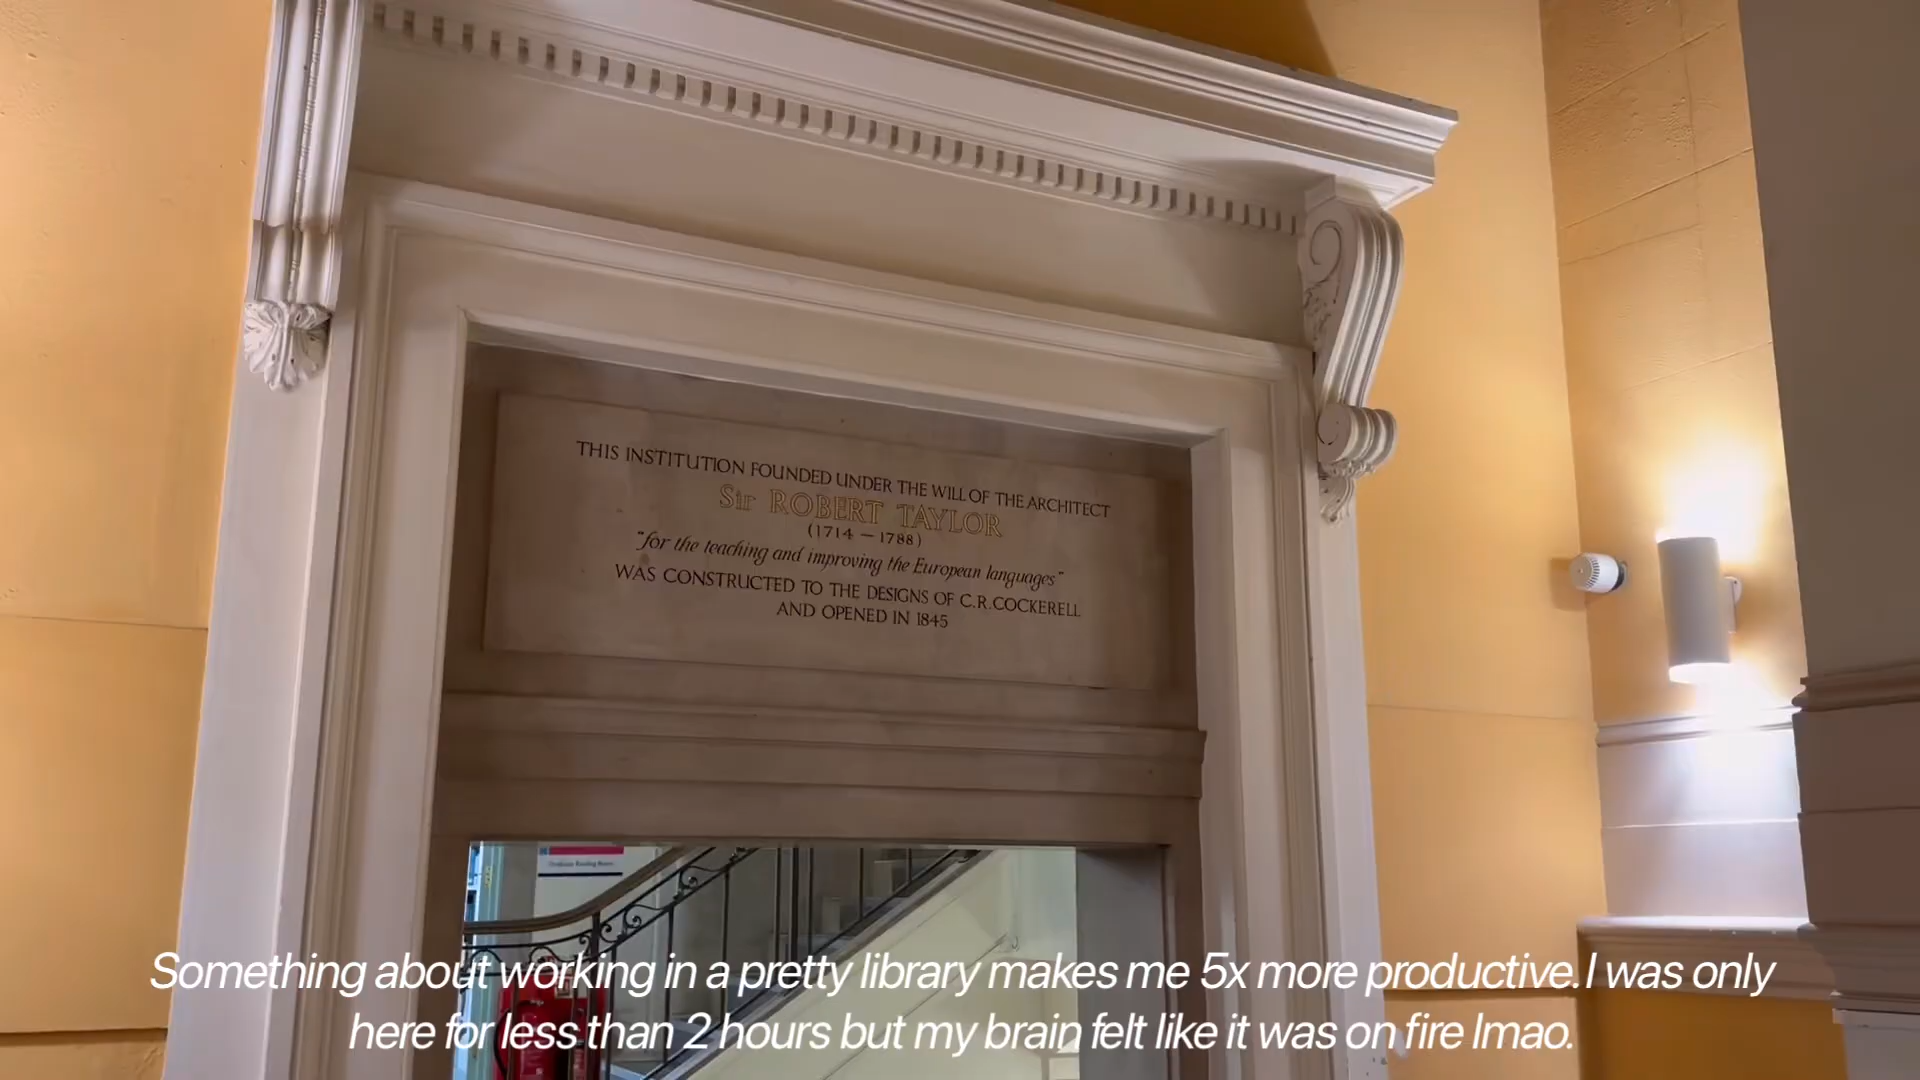 THIS INSTITUTION FOUNDED UNDER THE WILL OF THE ARCHITECT
Sir ROBERT TAYLOR
(1714 – 1788)
"for the teaching and improving the European languages"
WAS CONSTRUCTED TO THE DESIGNS OF C.R.COCKERELL
AND OPENED IN 1845
Something about working in a pretty library makes me 5x more productive. I was only
here for less than 2 hours but my brain felt like it was on fire lmao.